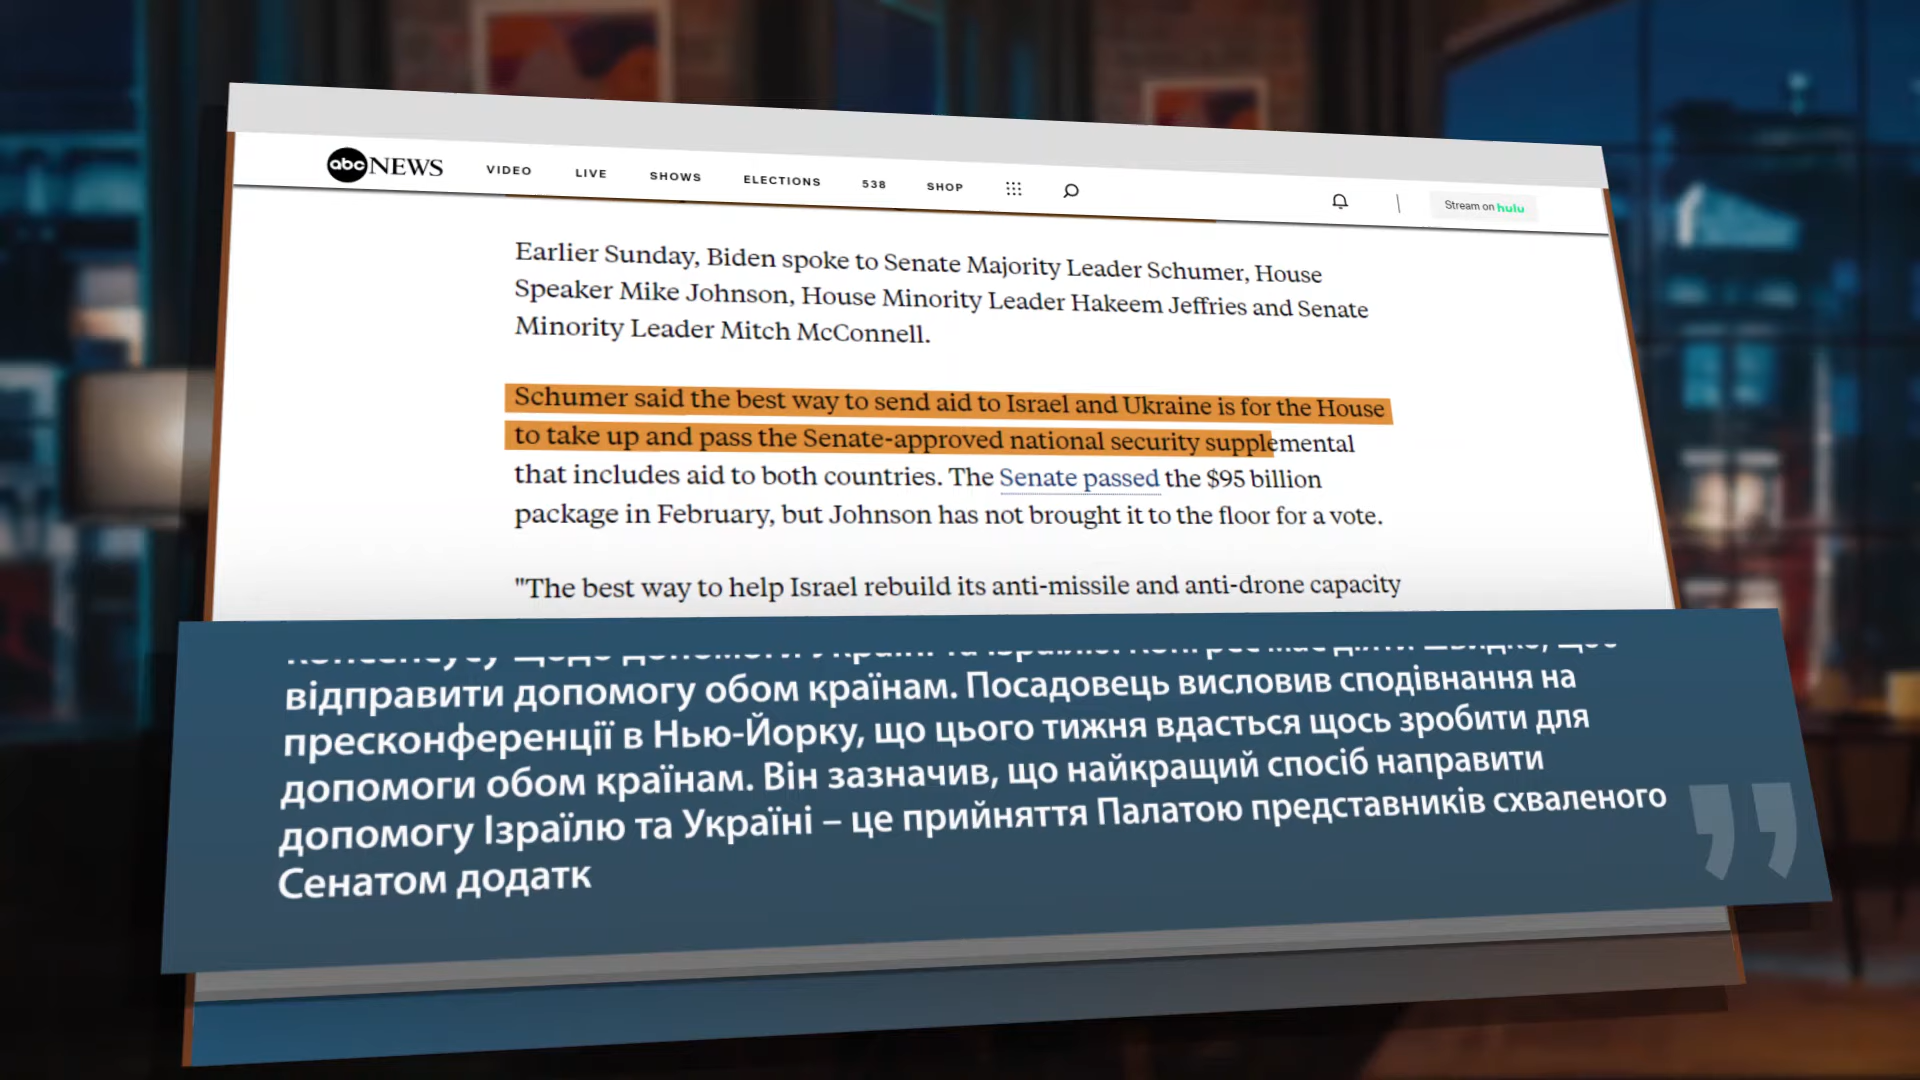 abc NEWS VIDEO LIVE SHOWS ELECTIONS 538 SHOP Stream on hulu
Earlier Sunday, Biden spoke to Senate Majority Leader Schumer, House
Speaker Mike Johnson, House Minority Leader Hakeem Jeffries and Senate
Minority Leader Mitch McConnell.
Schumer said the best way to send aid to Israel and Ukraine is for the House
to take up and pass the Senate-approved national security supplemental
that includes aid to both countries. The Senate passed the $95 billion
package in February, but Johnson has not brought it to the floor for a vote.
"The best way to help Israel rebuild its anti-missile and anti-drone capacity
відправити допомогу обом країнам. Посадовець висловив сподівання на
пресконференції в Нью-Йорку, що цього тижня вдасться щось зробити для
допомоги обом країнам. Він зазначив, що найкращий спосіб направити
допомогу Ізраїлю та Україні – це прийняття Палатою представників схваленого
Сенатом додатк